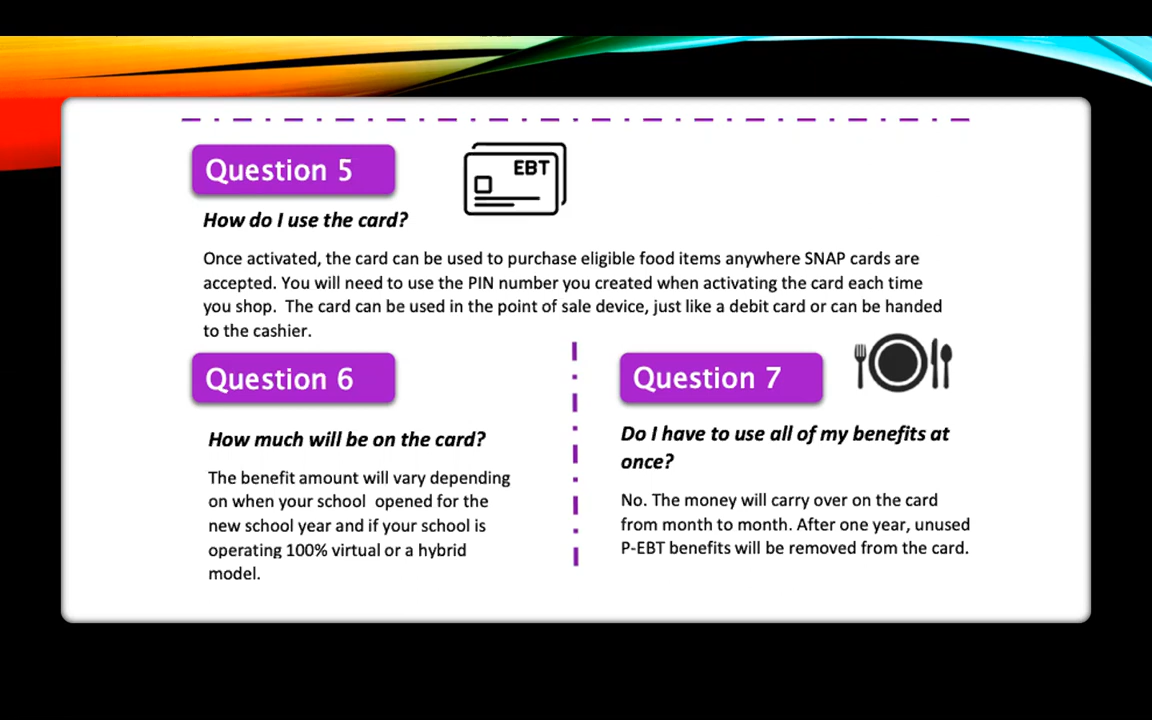 Question 5
EBT
How do I use the card?
Once activated, the card can be used to purchase eligible food items anywhere SNAP cards are
accepted. You will need to use the PIN number you created when activating the card each time
you shop.  The card can be used in the point of sale device, just like a debit card or can be handed
to the cashier.
Question 6
How much will be on the card?
The benefit amount will vary depending
on when your school  opened for the
new school year and if your school is
operating 100% virtual or a hybrid
model.
Question 7
Do I have to use all of my benefits at
once?
No. The money will carry over on the card
from month to month. After one year, unused
P-EBT benefits will be removed from the card.